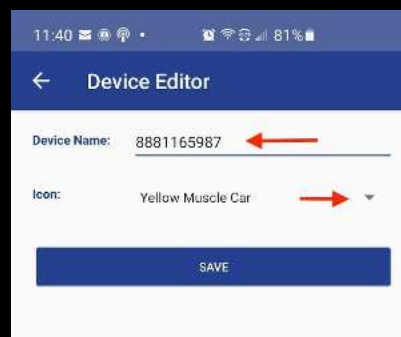 11:40 81%
Device Editor
Device Name: 8881165987
Icon: Yellow Muscle Car
SAVE